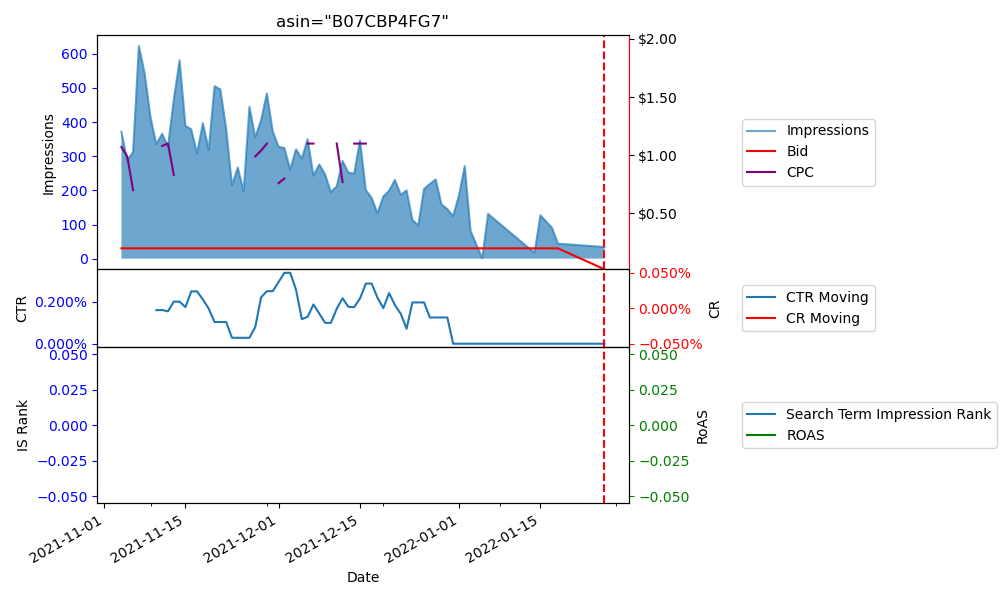 asin="B07CBP4FG7"
Impressions
600
500
400
300
200
100
0
$2.00
$1.50
$1.00
$0.50
Impressions
Bid
CPC
CTR
0.200%
0.000%
0.050%
0.000%
−0.050%
CR
CTR Moving
CR Moving
IS Rank
0.050
0.025
0.000
−0.025
−0.050
0.050
0.025
0.000
−0.025
−0.050
RoAS
Search Term Impression Rank
ROAS
2021-11-01
2021-11-15
2021-12-01
2021-12-15
2022-01-01
2022-01-15
Date